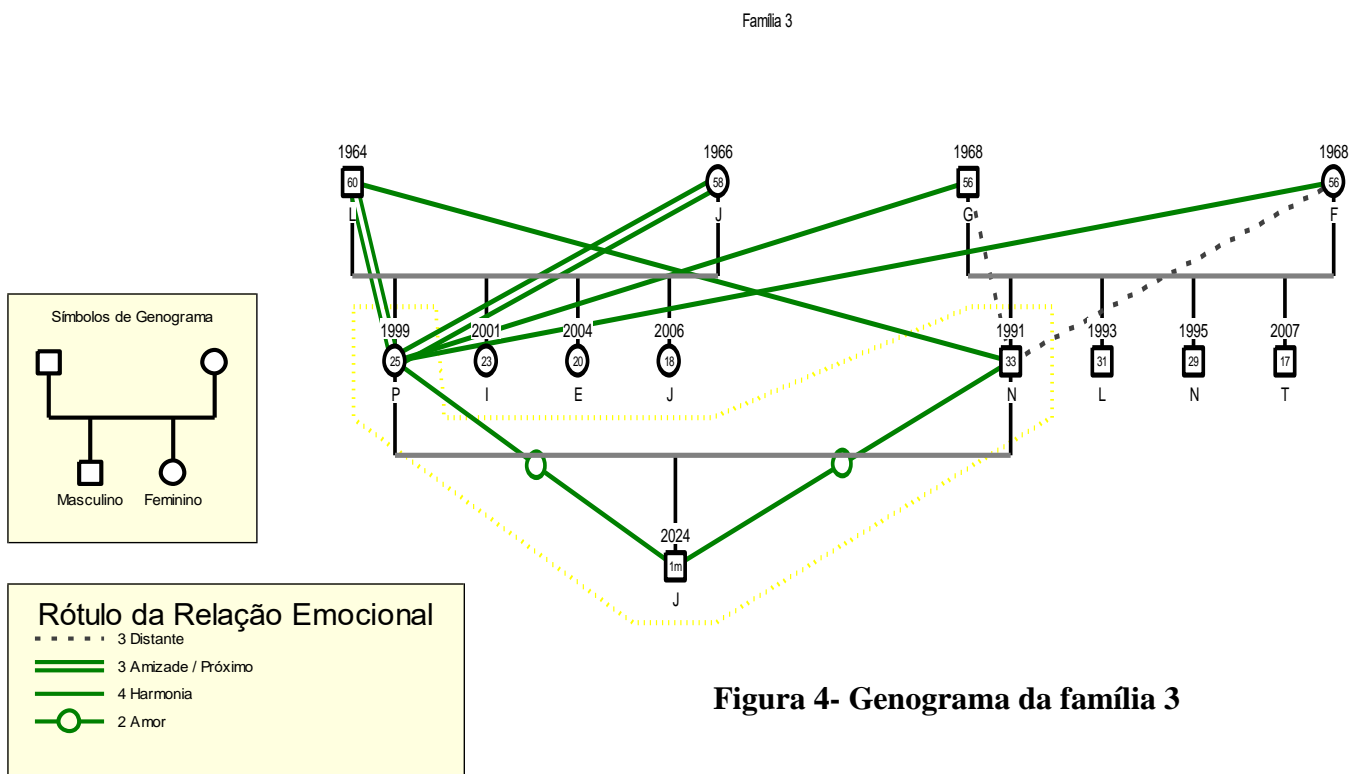 Família 3
1964 1966 1968 1968
60 58 56 56
L J G F
1999 2001 2004 2006 1991 1993 1995 2007
25 23 20 18 33 31 29 17
P I E J N L N T
2024
1m
J
Símbolos de Genograma
Masculino Feminino
Rótulo da Relação Emocional
3 Distante
3 Amizade / Próximo
4 Harmonia
2 Amor
Figura 4- Genograma da família 3